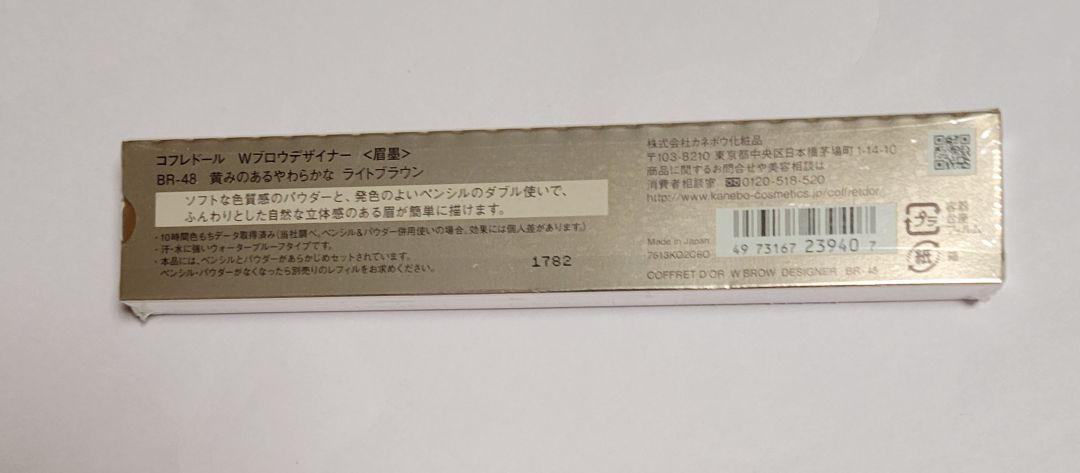 コフレドール Wブロウデザイナー <眉墨>
BR-48 黄みのあるやわらかな ライトブラウン
ソフトな色質感のパウダーと、発色のよいペンシルのダブル使いで、
ふんわりとした自然な立体感のある眉が簡単に描けます。
・10時間色もちデータ取得済み(当社調べ。ペンシル&パウダー併用使いの場合。効果には個人差があります。)
・汗・水に強いウォータープルーフタイプです。
・本品には、ペンシルとパウダーがあらかじめセットされています。
ペンシル・パウダーがなくなったら別売りのレフィルをお求めください。
1782
株式会社カネボウ化粧品
〒103-8210 東京都中央区日本橋茅場町1-14-10
商品に関するお問合せや美容相談は
消費者相談室 0120-518-520
http://www.kanebo-cosmetics.jp/coffretdor/
Made in Japan
7613KO2CBO
4 973167 239407
COFFRET D'OR W BROW DESIGNER BR-48
プラ
容器
台座
フィルム
紙
箱